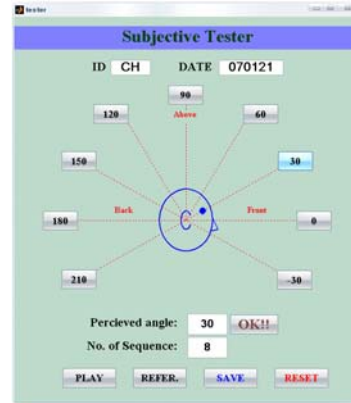 tester
Subjective Tester
ID CH DATE 070121
90
120 Above 60
150 30
180 Back Front 0
210 -30
Percieved angle: 30 OK!!
No. of Sequence: 8
PLAY REFER. SAVE RESET